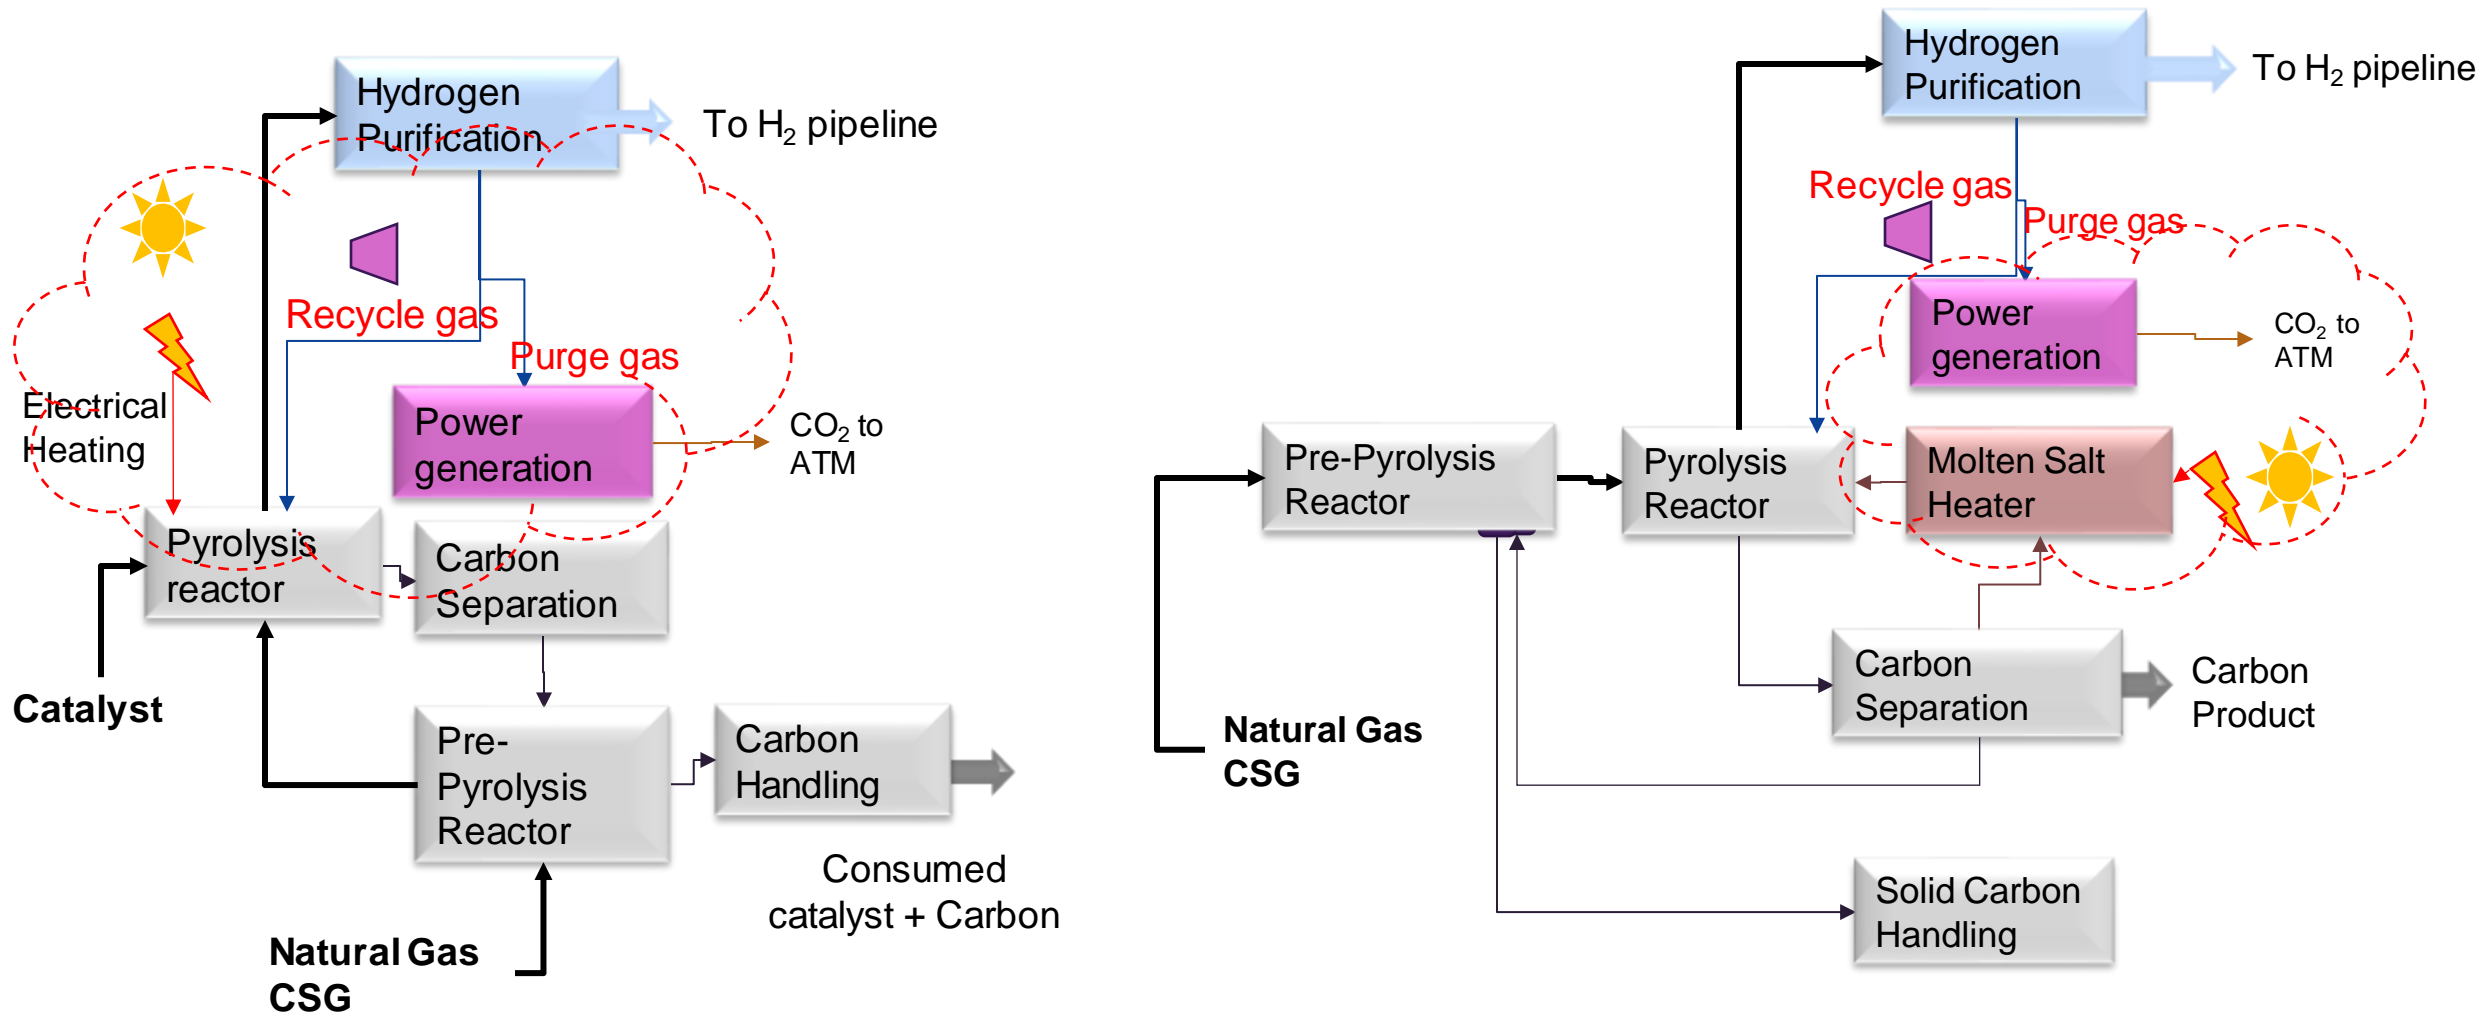 Hydrogen
Purification
To H₂ pipeline
Recycle gas
Purge gas
Electrical
Heating
Power
generation
CO₂ to
ATM
Pyrolysis
reactor
Carbon
Separation
Catalyst
Pre-
Pyrolysis
Reactor
Carbon
Handling
Consumed
catalyst + Carbon
Natural Gas
CSG
Hydrogen
Purification
To H₂ pipeline
Recycle gas
Purge gas
Power
generation
CO₂ to
ATM
Pre-Pyrolysis
Reactor
Pyrolysis
Reactor
Molten Salt
Heater
Carbon
Separation
Carbon
Product
Natural Gas
CSG
Solid Carbon
Handling